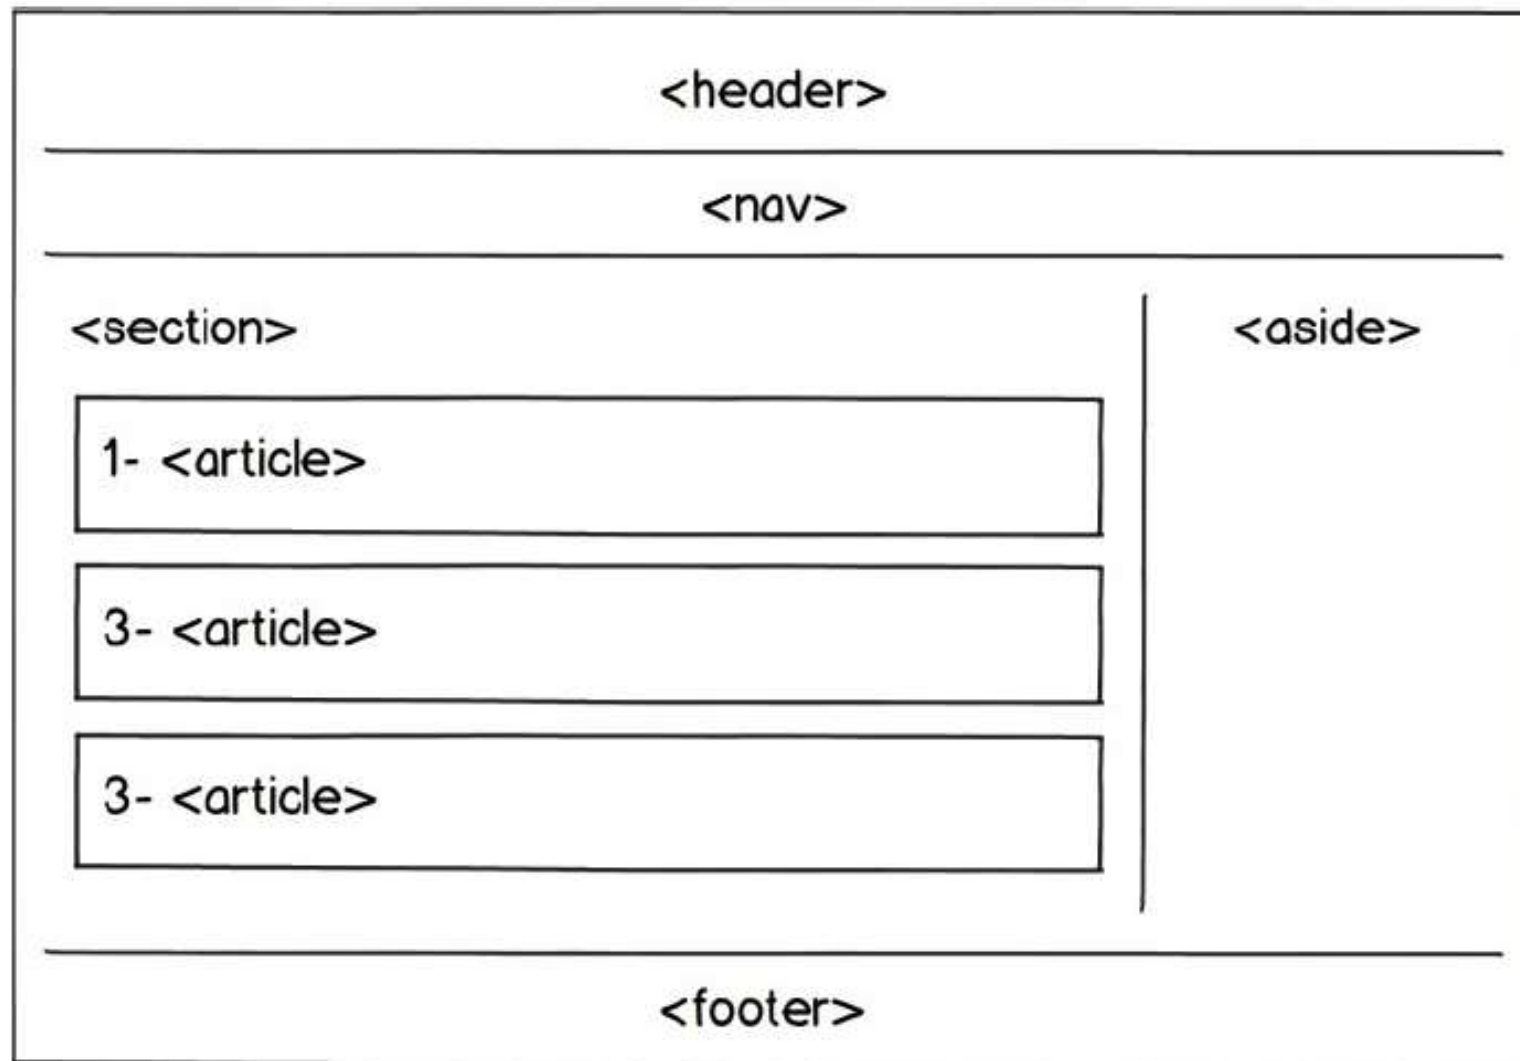 <header>
<nav>
<section>
<aside>
1- <article>
3- <article>
3- <article>
<footer>